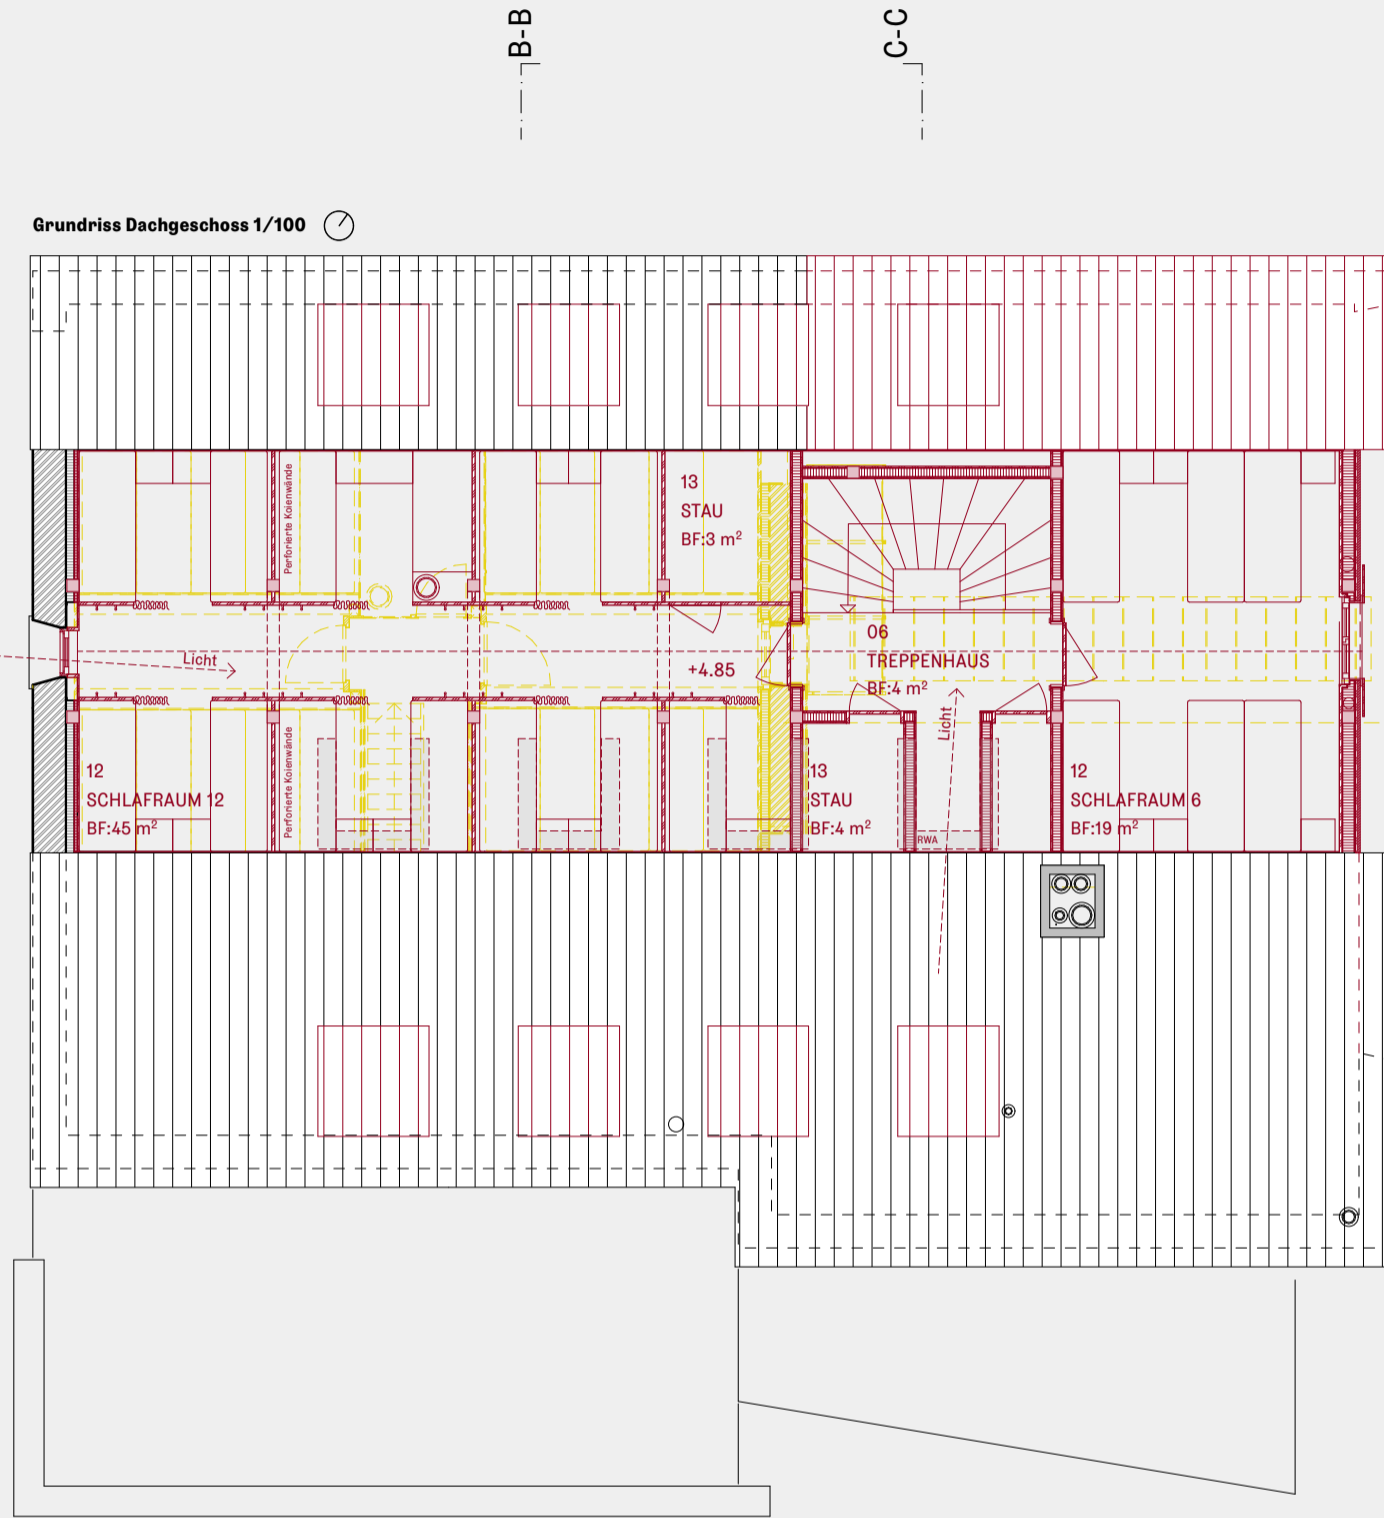 B-B
C-C
Grundriss Dachgeschoss 1/100
Perforierte Kojenwände
13
STAU
BF:3 m²
Licht
+4.85
06
TREPPENHAUS
BF:4 m²
Licht
Perforierte Kojenwände
12
SCHLAFRAUM 12
BF:45 m²
13
STAU
BF:4 m²
RWA
12
SCHLAFRAUM 6
BF:19 m²